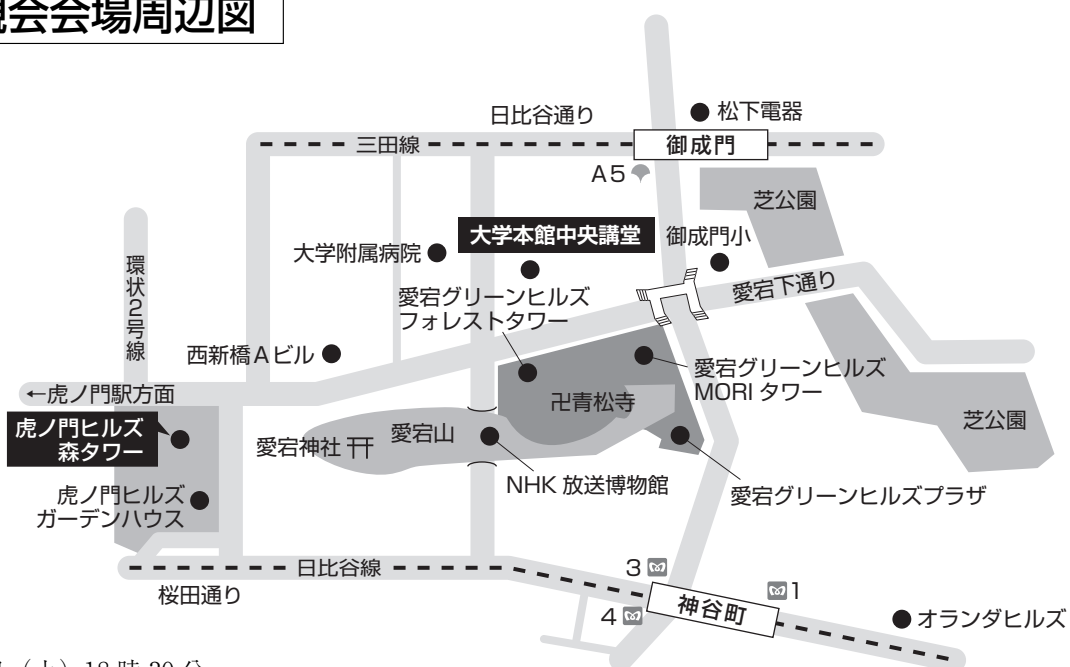 親会会場周辺図
日比谷通り
松下電器
三田線
御成門
A5
芝公園
大学本館中央講堂
御成門小
大学附属病院
環状2号線
愛宕下通り
愛宕グリーンヒルズ
フォレストタワー
西新橋Aビル
愛宕グリーンヒルズ
MORI タワー
←虎ノ門駅方面
卍青松寺
虎ノ門ヒルズ
森タワー
愛宕神社
愛宕山
芝公園
NHK 放送博物館
愛宕グリーンヒルズプラザ
虎ノ門ヒルズ
ガーデンハウス
日比谷線
桜田通り
3
1
4
神谷町
オランダヒルズ
18 時 30 分